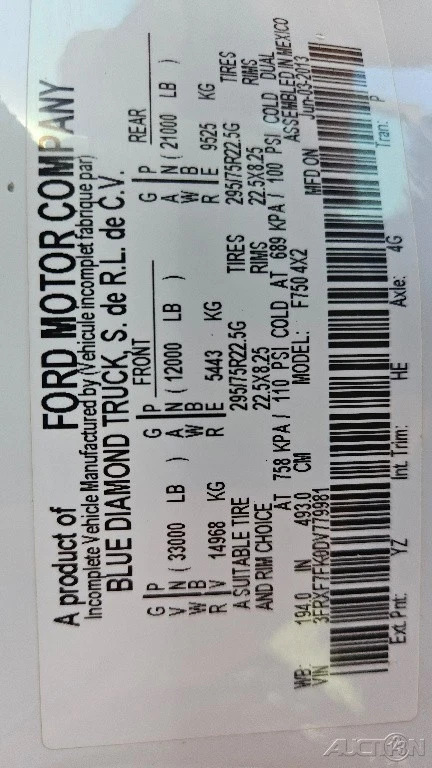 A product of FORD MOTOR COMPANY
Incomplete Vehicle Manufactured by (Vehicule incomplet fabrique par)
BLUE DIAMOND TRUCK, S. de R.L. de C.V.
FRONT REAR
G P G P G P
V N ( 33000 LB ) A N ( 12000 LB ) A N ( 21000 LB )
W B W B W B
R V 14968 KG R E 5443 KG R E 9525 KG
A SUITABLE TIRE 295/75R22.5G TIRES 295/75R22.5G TIRES
AND RIM CHOICE 22.5X8.25 RIMS 22.5X8.25 RIMS
AT 758 KPA / 110 PSI COLD AT 689 KPA / 100 PSI COLD DUAL
WB: 194.0 IN 493.0 CM MODEL: F750 4X2 ASSEMBLED IN MEXICO
VIN 3FRXF7FK9DV779981 MFD ON Jun-03-2013
Ext. Pnt: YZ Int. Trim: HE Axle: 4G Tran: P
AUCTION
123